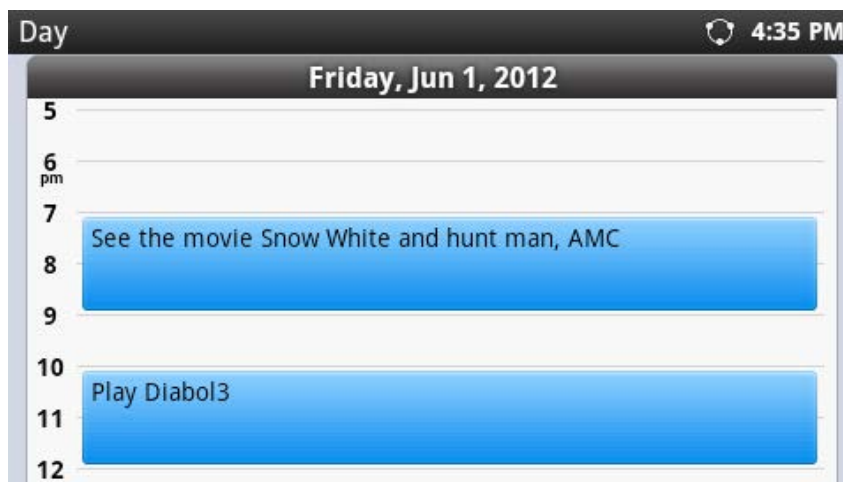 Day 4:35 PM
Friday, Jun 1, 2012
5
6
pm
7
See the movie Snow White and hunt man, AMC
8
9
10
Play Diabol3
11
12